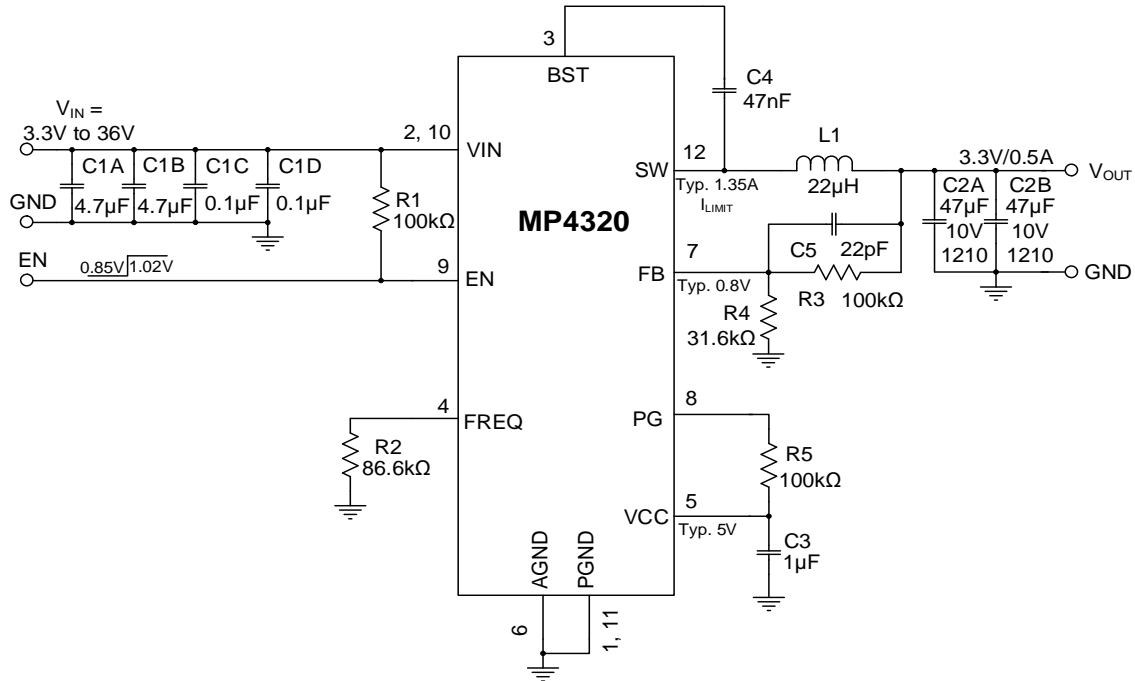 3
BST
C4
47nF
V_IN =
3.3V to 36V
2, 10
VIN
C1A
C1B
C1C
C1D
4.7µF
4.7µF
0.1µF
0.1µF
GND
R1
100kΩ
EN
0.85V
1.02V
9
EN
MP4320
12
SW
Typ. 1.35A
I_LIMIT
L1
22µH
3.3V/0.5A
V_OUT
C2A
47µF
10V
1210
C2B
47µF
10V
1210
GND
7
FB
Typ. 0.8V
C5
22pF
R3
100kΩ
R4
31.6kΩ
4
FREQ
R2
86.6kΩ
8
PG
R5
100kΩ
5
VCC
Typ. 5V
C3
1µF
AGND
PGND
6
1, 11